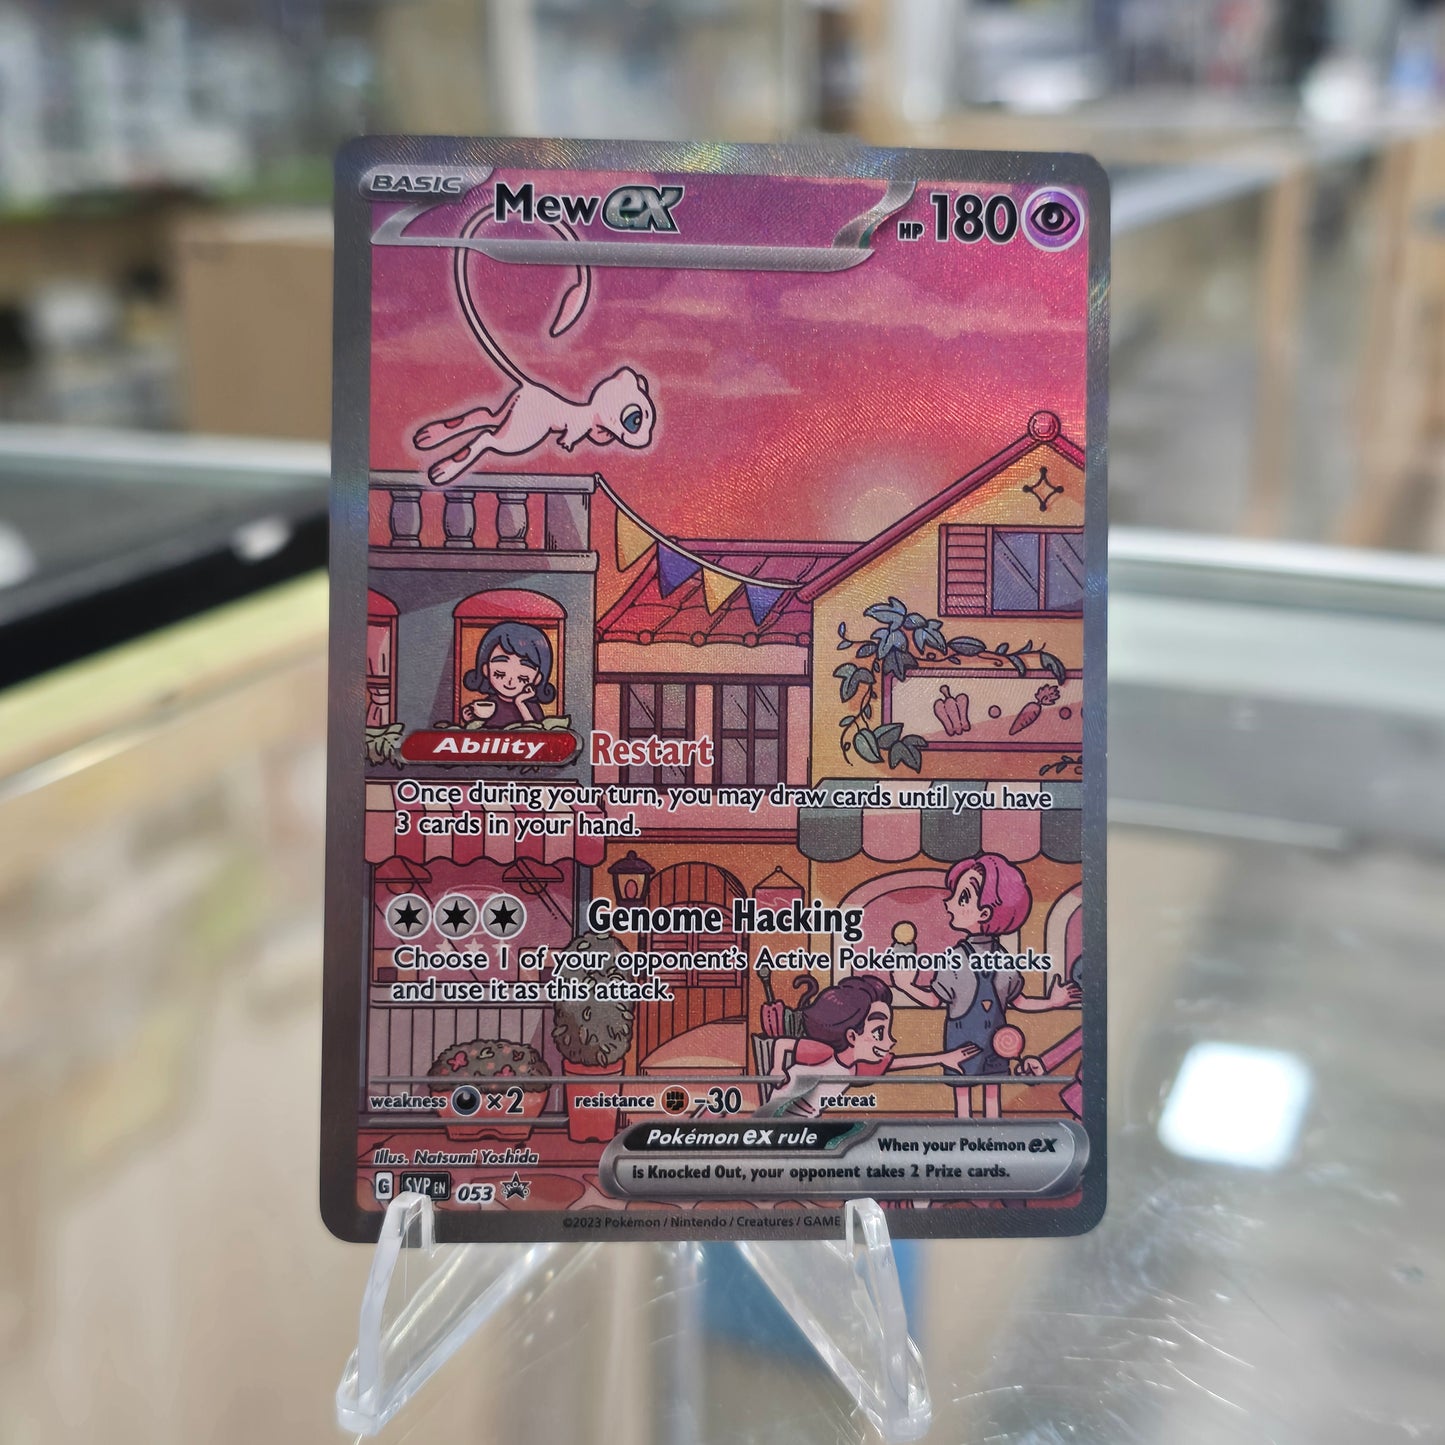 BASIC Mew ex HP 180
Ability Restart
Once during your turn, you may draw cards until you have
3 cards in your hand.
Genome Hacking
Choose 1 of your opponent's Active Pokémon's attacks
and use it as this attack.
weakness ×2 resistance -30 retreat
Pokémon ex rule When your Pokémon ex
is Knocked Out, your opponent takes 2 Prize cards.
Illus. Natsumi Yoshida
G SVP EN 053 PROMO
©2023 Pokémon / Nintendo / Creatures / GAME